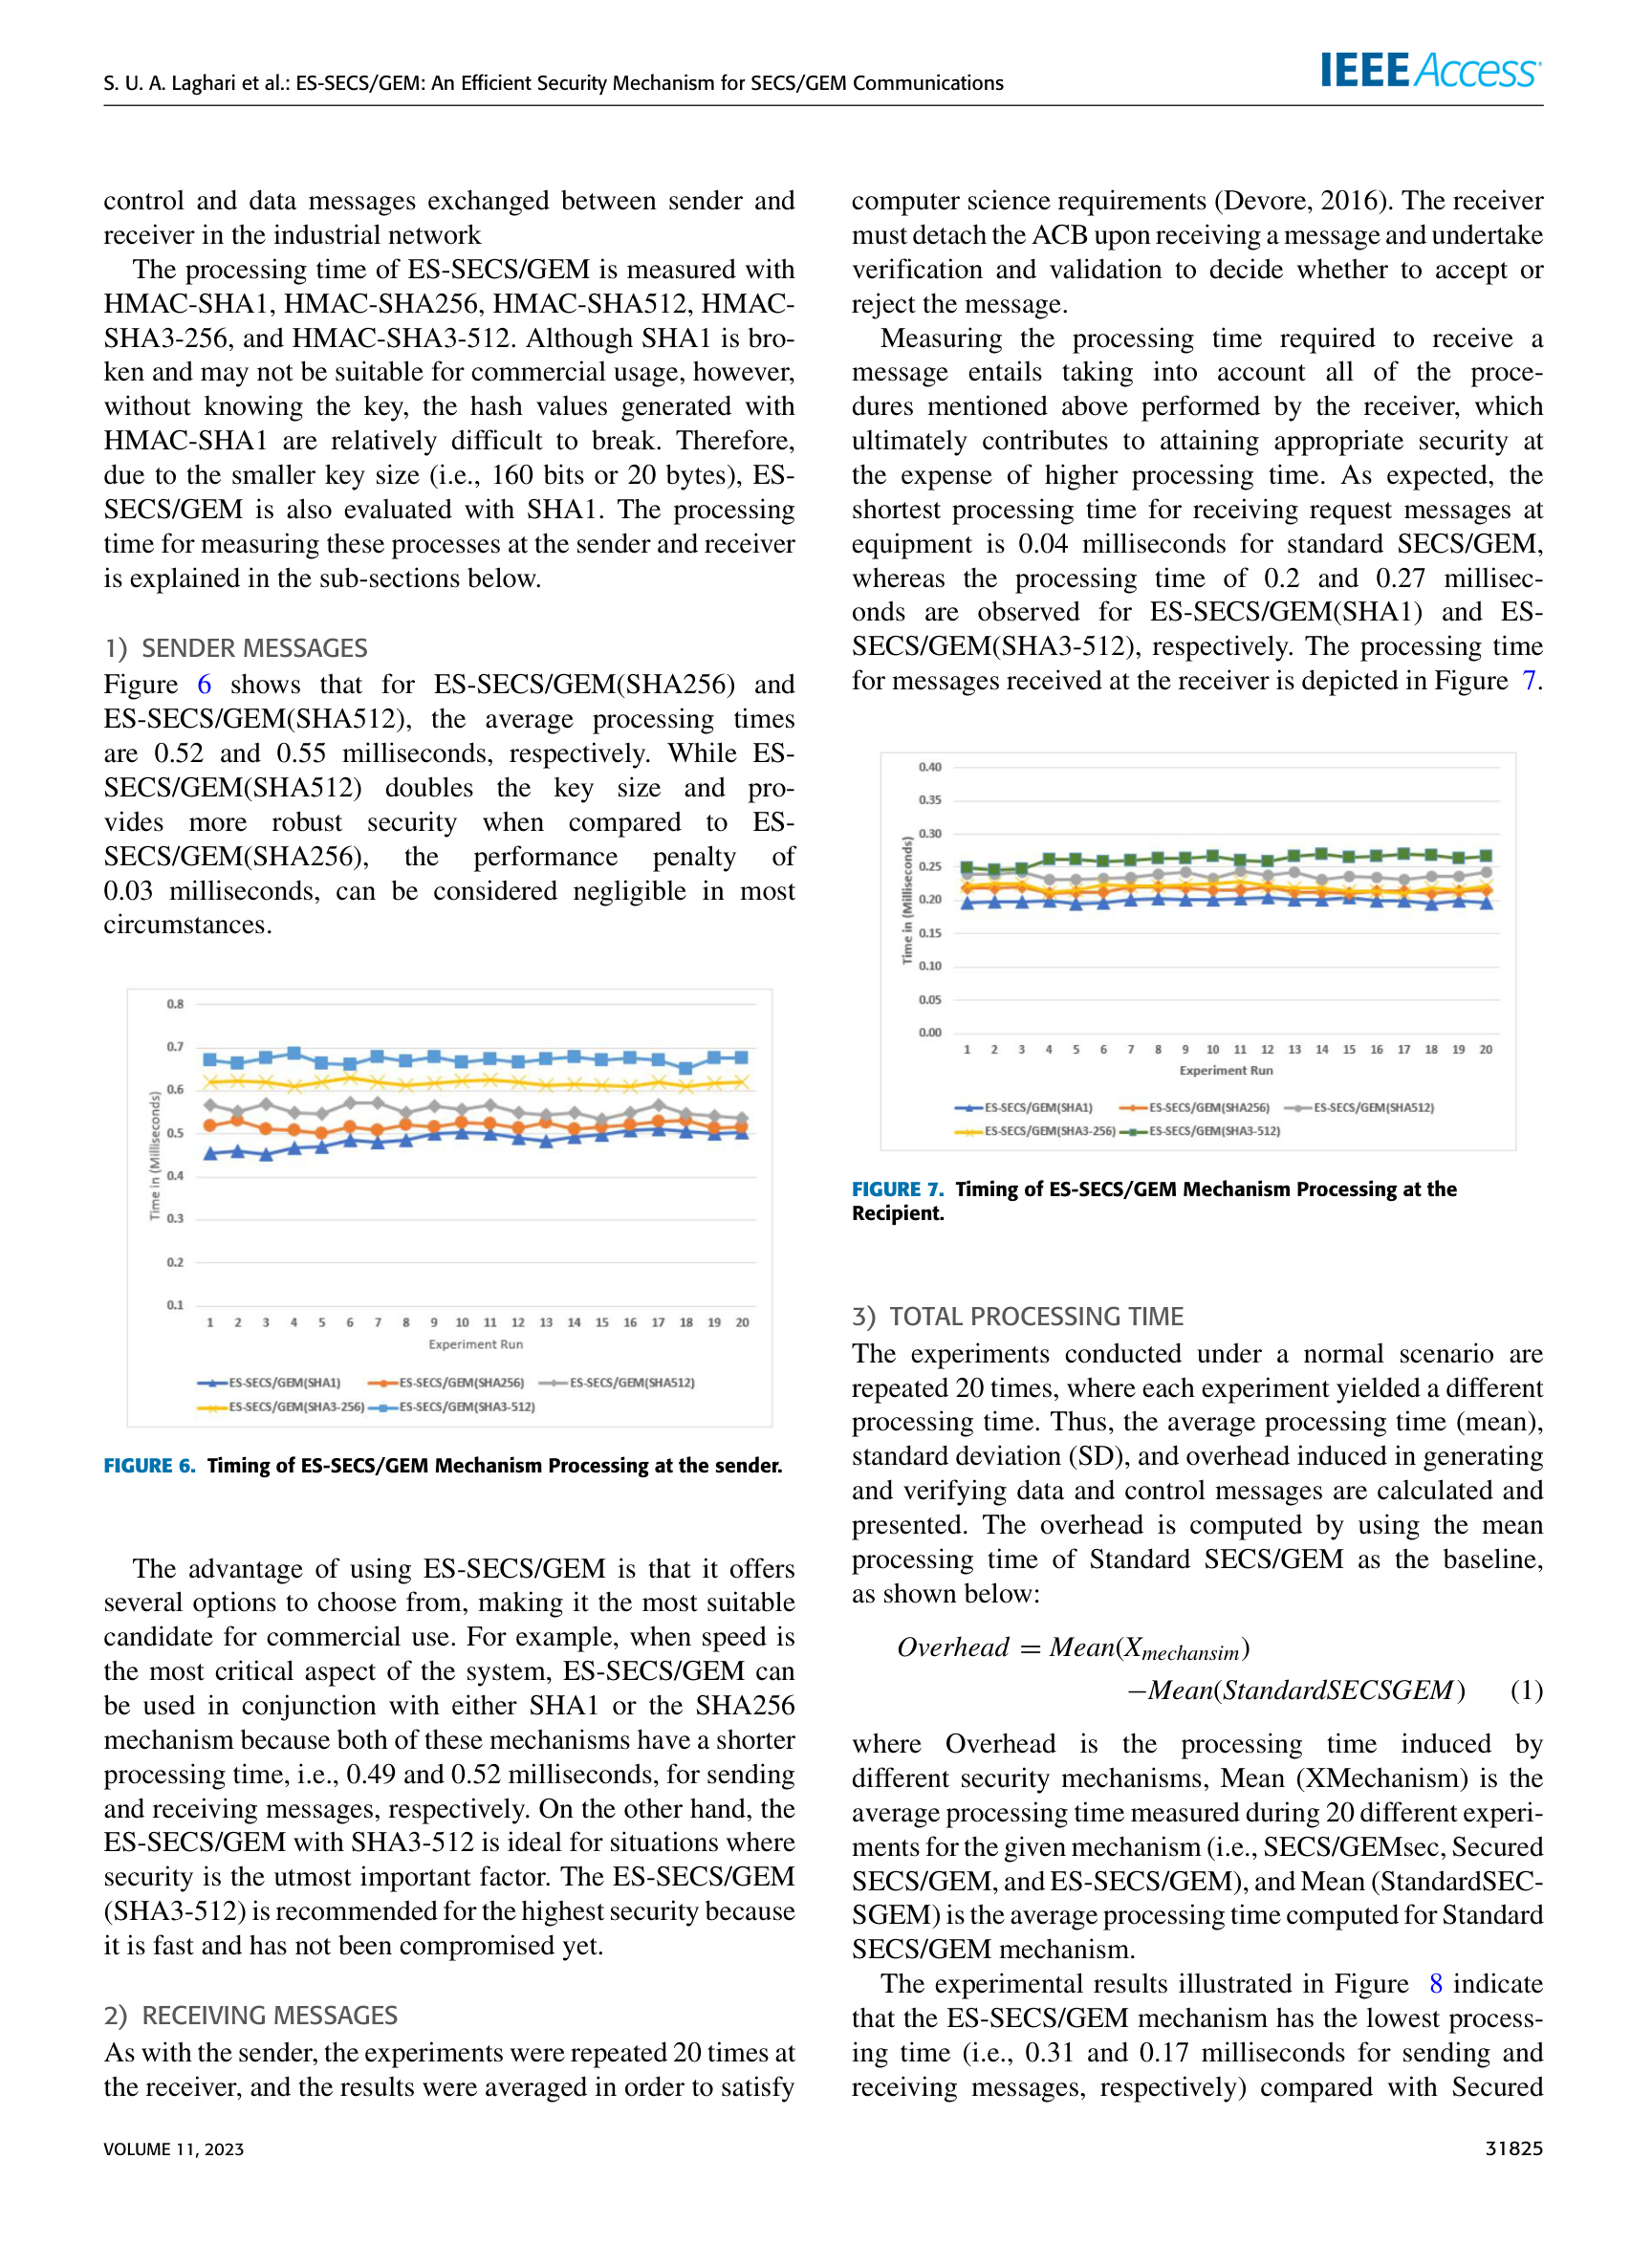 S. U. A. Laghari et al.: ES-SECS/GEM: An Efficient Security Mechanism for SECS/GEM Communications
IEEE Access
control and data messages exchanged between sender and
receiver in the industrial network
The processing time of ES-SECS/GEM is measured with
HMAC-SHA1, HMAC-SHA256, HMAC-SHA512, HMAC-
SHA3-256, and HMAC-SHA3-512. Although SHA1 is bro-
ken and may not be suitable for commercial usage, however,
without knowing the key, the hash values generated with
HMAC-SHA1 are relatively difficult to break. Therefore,
due to the smaller key size (i.e., 160 bits or 20 bytes), ES-
SECS/GEM is also evaluated with SHA1. The processing
time for measuring these processes at the sender and receiver
is explained in the sub-sections below.
1) SENDER MESSAGES
Figure 6 shows that for ES-SECS/GEM(SHA256) and
ES-SECS/GEM(SHA512), the average processing times
are 0.52 and 0.55 milliseconds, respectively. While ES-
SECS/GEM(SHA512) doubles the key size and pro-
vides more robust security when compared to ES-
SECS/GEM(SHA256), the performance penalty of
0.03 milliseconds, can be considered negligible in most
circumstances.
0.8
0.7
0.6
0.5
0.4
0.3
0.2
0.1
Time in (Milliseconds)
1 2 3 4 5 6 7 8 9 10 11 12 13 14 15 16 17 18 19 20
Experiment Run
ES-SECS/GEM(SHA1) ES-SECS/GEM(SHA256) ES-SECS/GEM(SHA512)
ES-SECS/GEM(SHA3-256) ES-SECS/GEM(SHA3-512)
FIGURE 6. Timing of ES-SECS/GEM Mechanism Processing at the sender.
The advantage of using ES-SECS/GEM is that it offers
several options to choose from, making it the most suitable
candidate for commercial use. For example, when speed is
the most critical aspect of the system, ES-SECS/GEM can
be used in conjunction with either SHA1 or the SHA256
mechanism because both of these mechanisms have a shorter
processing time, i.e., 0.49 and 0.52 milliseconds, for sending
and receiving messages, respectively. On the other hand, the
ES-SECS/GEM with SHA3-512 is ideal for situations where
security is the utmost important factor. The ES-SECS/GEM
(SHA3-512) is recommended for the highest security because
it is fast and has not been compromised yet.
2) RECEIVING MESSAGES
As with the sender, the experiments were repeated 20 times at
the receiver, and the results were averaged in order to satisfy
computer science requirements (Devore, 2016). The receiver
must detach the ACB upon receiving a message and undertake
verification and validation to decide whether to accept or
reject the message.
Measuring the processing time required to receive a
message entails taking into account all of the proce-
dures mentioned above performed by the receiver, which
ultimately contributes to attaining appropriate security at
the expense of higher processing time. As expected, the
shortest processing time for receiving request messages at
equipment is 0.04 milliseconds for standard SECS/GEM,
whereas the processing time of 0.2 and 0.27 millisec-
onds are observed for ES-SECS/GEM(SHA1) and ES-
SECS/GEM(SHA3-512), respectively. The processing time
for messages received at the receiver is depicted in Figure 7.
0.40
0.35
0.30
0.25
0.20
0.15
0.10
0.05
0.00
Time in (Milliseconds)
1 2 3 4 5 6 7 8 9 10 11 12 13 14 15 16 17 18 19 20
Experiment Run
ES-SECS/GEM(SHA1) ES-SECS/GEM(SHA256) ES-SECS/GEM(SHA512)
ES-SECS/GEM(SHA3-256) ES-SECS/GEM(SHA3-512)
FIGURE 7. Timing of ES-SECS/GEM Mechanism Processing at the
Recipient.
3) TOTAL PROCESSING TIME
The experiments conducted under a normal scenario are
repeated 20 times, where each experiment yielded a different
processing time. Thus, the average processing time (mean),
standard deviation (SD), and overhead induced in generating
and verifying data and control messages are calculated and
presented. The overhead is computed by using the mean
processing time of Standard SECS/GEM as the baseline,
as shown below:
Overhead = Mean(Xmechansim)
−Mean(StandardSECSGEM) (1)
where Overhead is the processing time induced by
different security mechanisms, Mean (XMechanism) is the
average processing time measured during 20 different experi-
ments for the given mechanism (i.e., SECS/GEMsec, Secured
SECS/GEM, and ES-SECS/GEM), and Mean (StandardSEC-
SGEM) is the average processing time computed for Standard
SECS/GEM mechanism.
The experimental results illustrated in Figure 8 indicate
that the ES-SECS/GEM mechanism has the lowest process-
ing time (i.e., 0.31 and 0.17 milliseconds for sending and
receiving messages, respectively) compared with Secured
VOLUME 11, 2023
31825